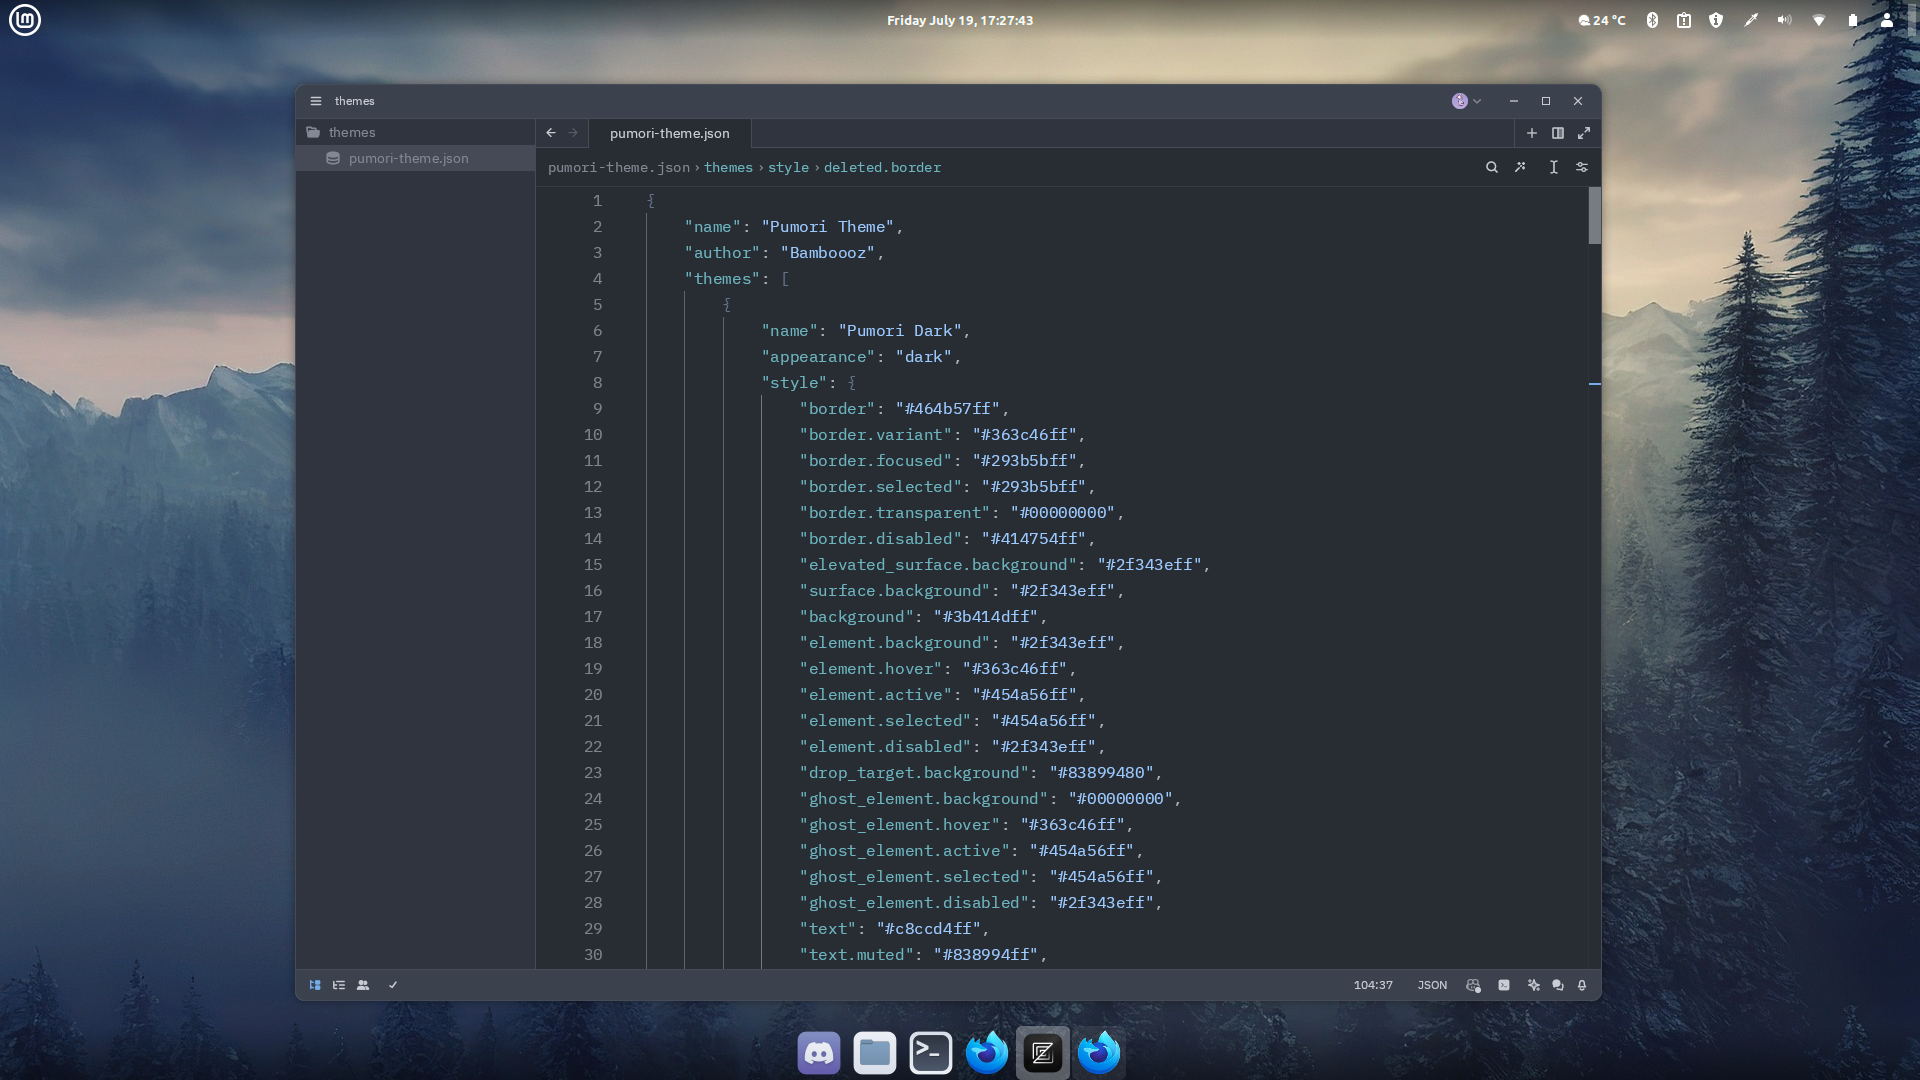 Friday July 19, 17:27:43
24 °C
themes
themes
pumori-theme.json
pumori-theme.json
pumori-theme.json › themes › style › deleted.border
1 {
2 "name": "Pumori Theme",
3 "author": "Bamboooz",
4 "themes": [
5 {
6 "name": "Pumori Dark",
7 "appearance": "dark",
8 "style": {
9 "border": "#464b57ff",
10 "border.variant": "#363c46ff",
11 "border.focused": "#293b5bff",
12 "border.selected": "#293b5bff",
13 "border.transparent": "#00000000",
14 "border.disabled": "#414754ff",
15 "elevated_surface.background": "#2f343eff",
16 "surface.background": "#2f343eff",
17 "background": "#3b414dff",
18 "element.background": "#2f343eff",
19 "element.hover": "#363c46ff",
20 "element.active": "#454a56ff",
21 "element.selected": "#454a56ff",
22 "element.disabled": "#2f343eff",
23 "drop_target.background": "#83899480",
24 "ghost_element.background": "#00000000",
25 "ghost_element.hover": "#363c46ff",
26 "ghost_element.active": "#454a56ff",
27 "ghost_element.selected": "#454a56ff",
28 "ghost_element.disabled": "#2f343eff",
29 "text": "#c8ccd4ff",
30 "text.muted": "#838994ff",
104:37 JSON